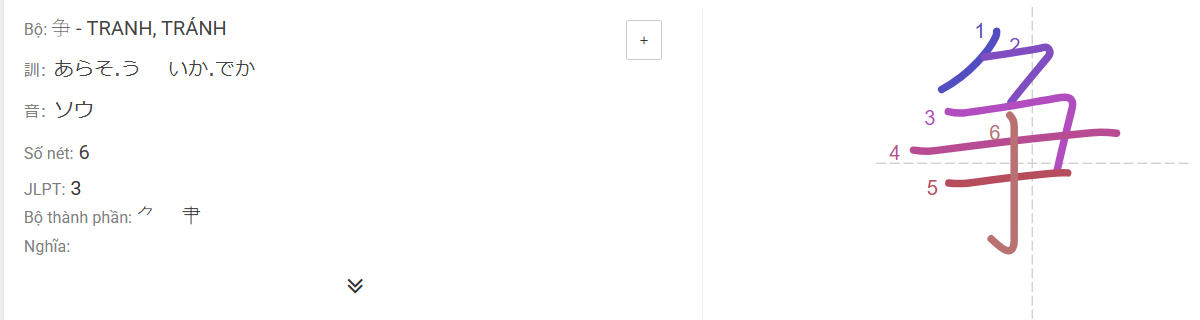 Bộ: 争 - TRANH, TRÁNH
+
訓: あらそ.う いか.でか
音: ソウ
Số nét: 6
JLPT: 3
Bộ thành phần: ⺈ 肀
Nghĩa:
1
2
3
6
4
5